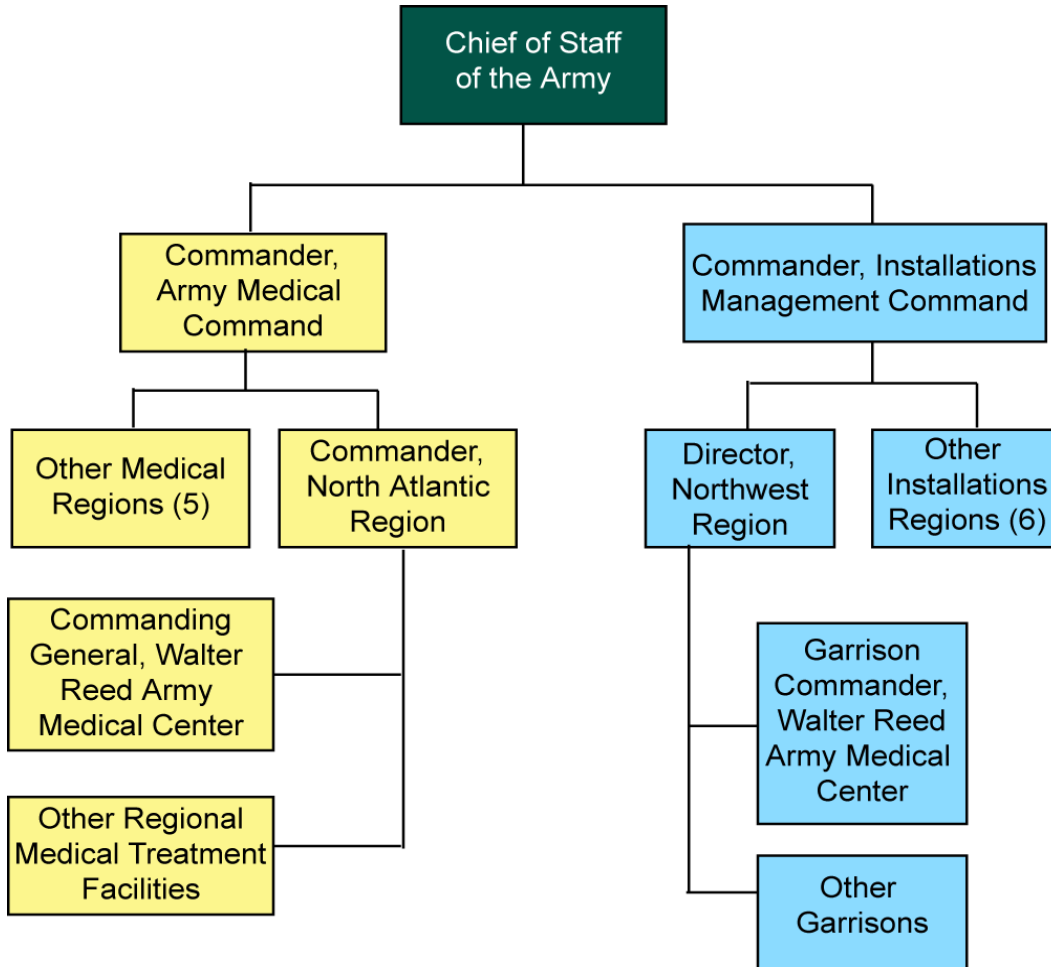 Chief of Staff
of the Army
Commander,
Army Medical
Command
Commander, Installations
Management Command
Other Medical
Regions (5)
Commander,
North Atlantic
Region
Director,
Northwest
Region
Other
Installations
Regions (6)
Commanding
General, Walter
Reed Army
Medical Center
Garrison
Commander,
Walter Reed
Army Medical
Center
Other Regional
Medical Treatment
Facilities
Other
Garrisons